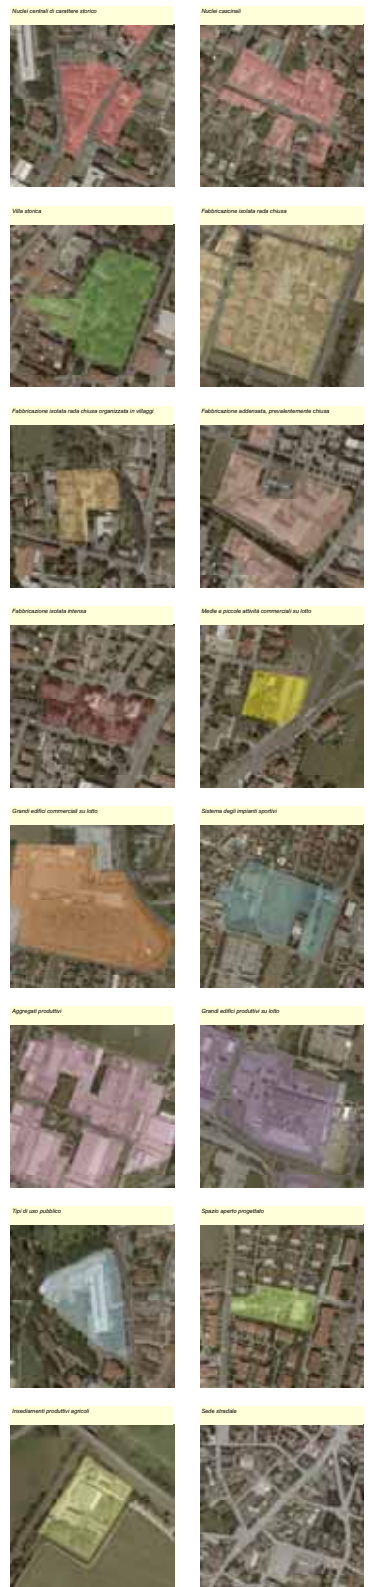 Nuclei centrali di carattere storico
Nuclei cascinali
Villa storica
Fabbricazione isolata rada chiusa
Fabbricazione isolata rada chiusa organizzata in villaggi
Fabbricazione addensata, prevalentemente chiusa
Fabbricazione isolata intensa
Medie e piccole attività commerciali su lotto
Grandi edifici commerciali su lotto
Sistema degli impianti sportivi
Aggregati produttivi
Grandi edifici produttivi su lotto
Tipi di uso pubblico
Spazio aperto progettato
Insediamenti produttivi agricoli
Sede stradale